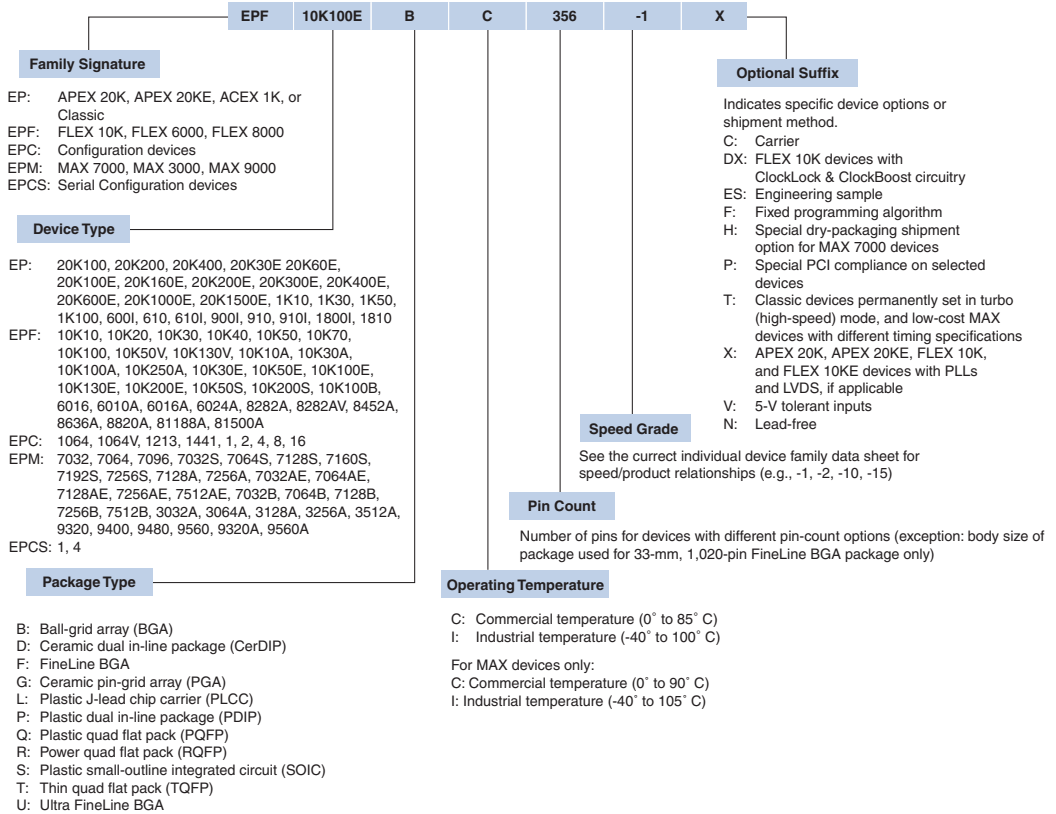 EPF 10K100E B C 356 -1 X
Family Signature
EP: APEX 20K, APEX 20KE, ACEX 1K, or
Classic
EPF: FLEX 10K, FLEX 6000, FLEX 8000
EPC: Configuration devices
EPM: MAX 7000, MAX 3000, MAX 9000
EPCS: Serial Configuration devices
Device Type
EP: 20K100, 20K200, 20K400, 20K30E 20K60E,
20K100E, 20K160E, 20K200E, 20K300E, 20K400E,
20K600E, 20K1000E, 20K1500E, 1K10, 1K30, 1K50,
1K100, 600I, 610, 610I, 900I, 910, 910I, 1800I, 1810
EPF: 10K10, 10K20, 10K30, 10K40, 10K50, 10K70,
10K100, 10K50V, 10K130V, 10K10A, 10K30A,
10K100A, 10K250A, 10K30E, 10K50E, 10K100E,
10K130E, 10K200E, 10K50S, 10K200S, 10K100B,
6016, 6010A, 6016A, 6024A, 8282A, 8282AV, 8452A,
8636A, 8820A, 81188A, 81500A
EPC: 1064, 1064V, 1213, 1441, 1, 2, 4, 8, 16
EPM: 7032, 7064, 7096, 7032S, 7064S, 7128S, 7160S,
7192S, 7256S, 7128A, 7256A, 7032AE, 7064AE,
7128AE, 7256AE, 7512AE, 7032B, 7064B, 7128B,
7256B, 7512B, 3032A, 3064A, 3128A, 3256A, 3512A,
9320, 9400, 9480, 9560, 9320A, 9560A
EPCS: 1, 4
Package Type
B: Ball-grid array (BGA)
D: Ceramic dual in-line package (CerDIP)
F: FineLine BGA
G: Ceramic pin-grid array (PGA)
L: Plastic J-lead chip carrier (PLCC)
P: Plastic dual in-line package (PDIP)
Q: Plastic quad flat pack (PQFP)
R: Power quad flat pack (RQFP)
S: Plastic small-outline integrated circuit (SOIC)
T: Thin quad flat pack (TQFP)
U: Ultra FineLine BGA
Operating Temperature
C: Commercial temperature (0˚ to 85˚ C)
I: Industrial temperature (-40˚ to 100˚ C)
For MAX devices only:
C: Commercial temperature (0˚ to 90˚ C)
I: Industrial temperature (-40˚ to 105˚ C)
Pin Count
Number of pins for devices with different pin-count options (exception: body size of
package used for 33-mm, 1,020-pin FineLine BGA package only)
Speed Grade
See the currect individual device family data sheet for
speed/product relationships (e.g., -1, -2, -10, -15)
Optional Suffix
Indicates specific device options or
shipment method.
C: Carrier
DX: FLEX 10K devices with
ClockLock & ClockBoost circuitry
ES: Engineering sample
F: Fixed programming algorithm
H: Special dry-packaging shipment
option for MAX 7000 devices
P: Special PCI compliance on selected
devices
T: Classic devices permanently set in turbo
(high-speed) mode, and low-cost MAX
devices with different timing specifications
X: APEX 20K, APEX 20KE, FLEX 10K,
and FLEX 10KE devices with PLLs
and LVDS, if applicable
V: 5-V tolerant inputs
N: Lead-free